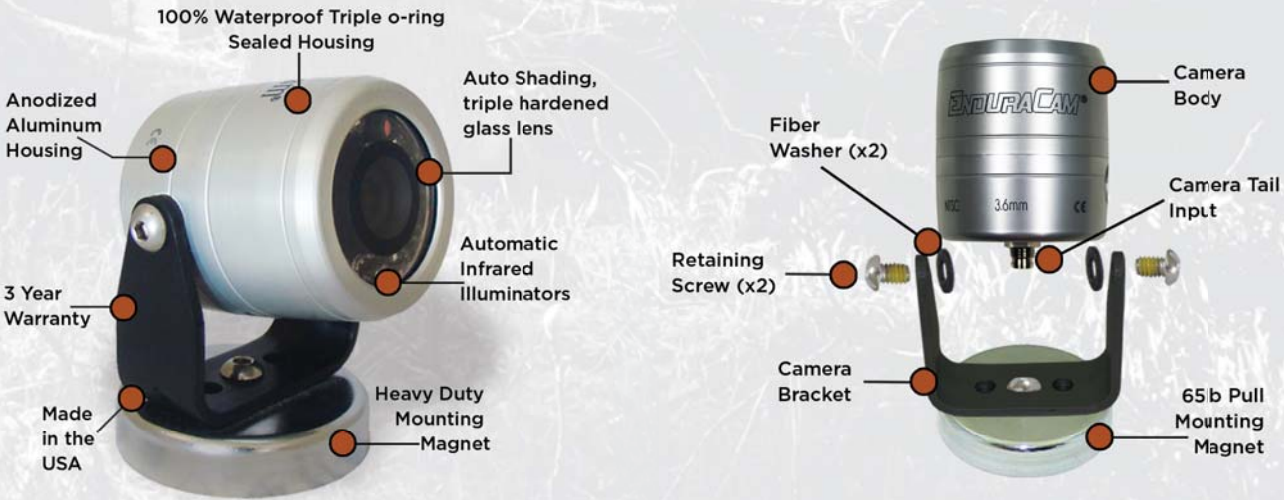 100% Waterproof Triple o-ring
Sealed Housing
Anodized
Aluminum
Housing
Auto Shading,
triple hardened
glass lens
Automatic
Infrared
Illuminators
3 Year
Warranty
Made
in the
USA
Heavy Duty
Mounting
Magnet
CE
ENDURACAM®
NTSC
3.6mm
CE
Camera
Body
Fiber
Washer (x2)
Camera Tail
Input
Retaining
Screw (x2)
Camera
Bracket
65lb Pull
Mounting
Magnet